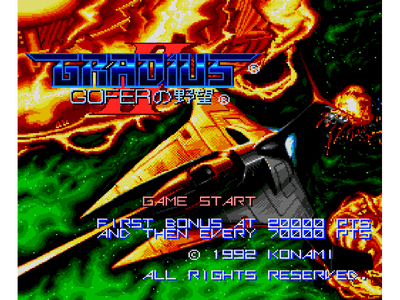 GRADIUS II ®
GOFERの野望 ®
GAME START
FIRST BONUS AT 20000 PTS
AND THEN EVERY 70000 PTS
© 1992 KONAMI
ALL RIGHTS RESERVED.